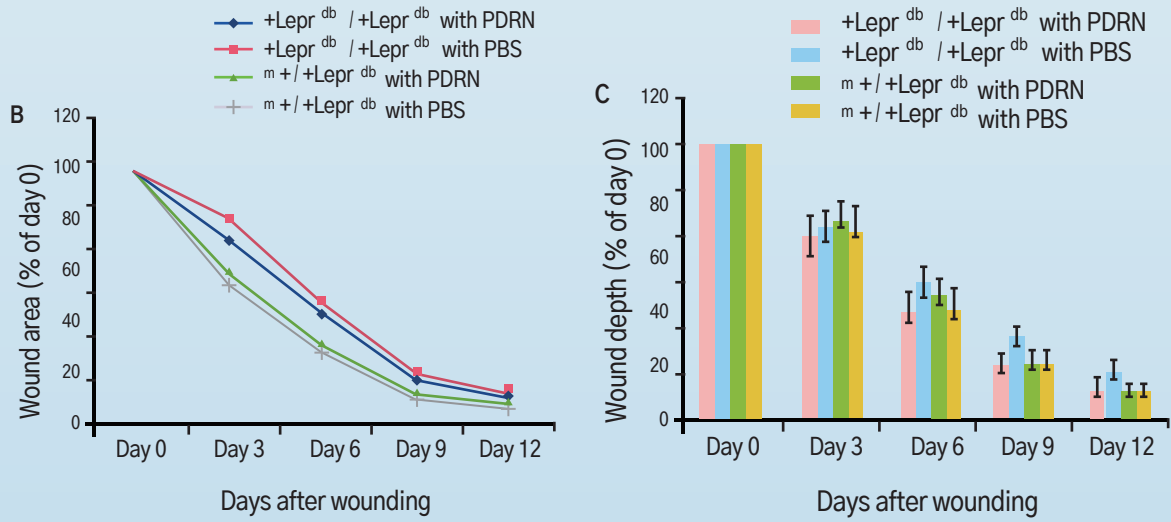 B
+Lepr db / +Lepr db with PDRN
+Lepr db / +Lepr db with PBS
m + / +Lepr db with PDRN
m + / +Lepr db with PBS
Wound area (% of day 0)
120
100
80
60
40
20
0
Day 0 Day 3 Day 6 Day 9 Day 12
Days after wounding
C
+Lepr db / +Lepr db with PDRN
+Lepr db / +Lepr db with PBS
m + / +Lepr db with PDRN
m + / +Lepr db with PBS
Wound depth (% of day 0)
120
100
80
60
40
20
0
Day 0 Day 3 Day 6 Day 9 Day 12
Days after wounding